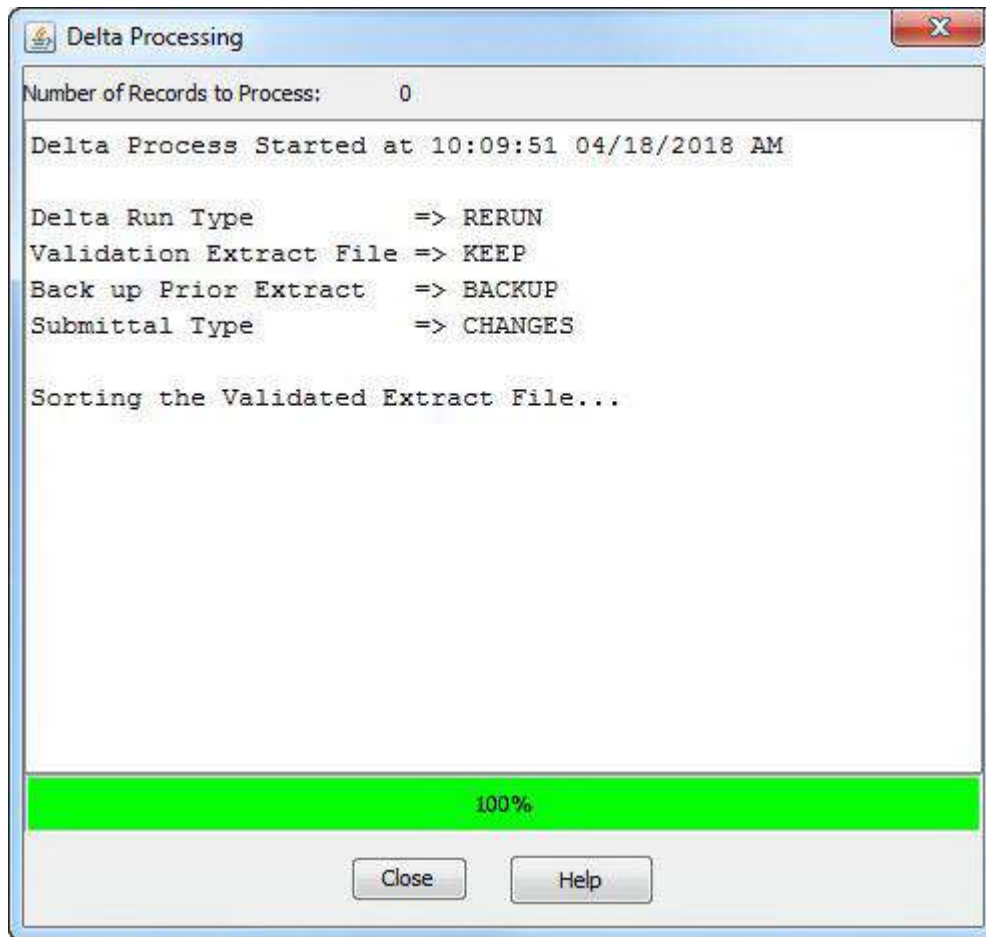 Delta Processing
Number of Records to Process: 0
Delta Process Started at 10:09:51 04/18/2018 AM
Delta Run Type => RERUN
Validation Extract File => KEEP
Back up Prior Extract => BACKUP
Submittal Type => CHANGES
Sorting the Validated Extract File...
100%
Close Help